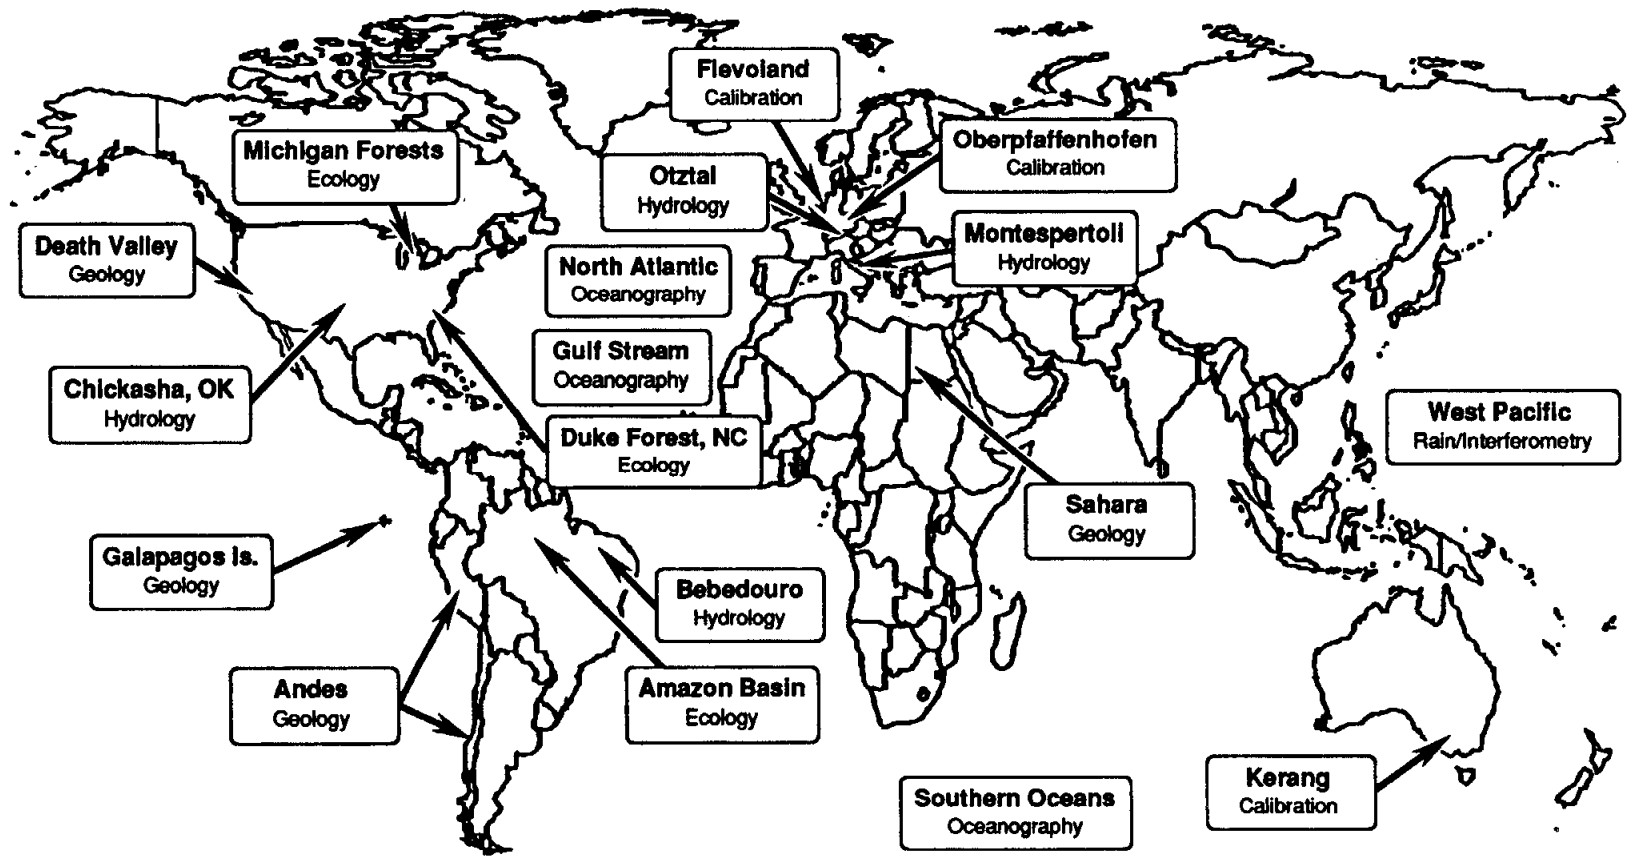 Flevoland
Calibration
Michigan Forests
Ecology
Oberpfaffenhofen
Calibration
Otztal
Hydrology
Death Valley
Geology
Montespertoli
Hydrology
North Atlantic
Oceanography
Gulf Stream
Oceanography
Chickasha, OK
Hydrology
West Pacific
Rain/Interferometry
Duke Forest, NC
Ecology
Sahara
Geology
Galapagos Is.
Geology
Bebedouro
Hydrology
Andes
Geology
Amazon Basin
Ecology
Kerang
Calibration
Southern Oceans
Oceanography